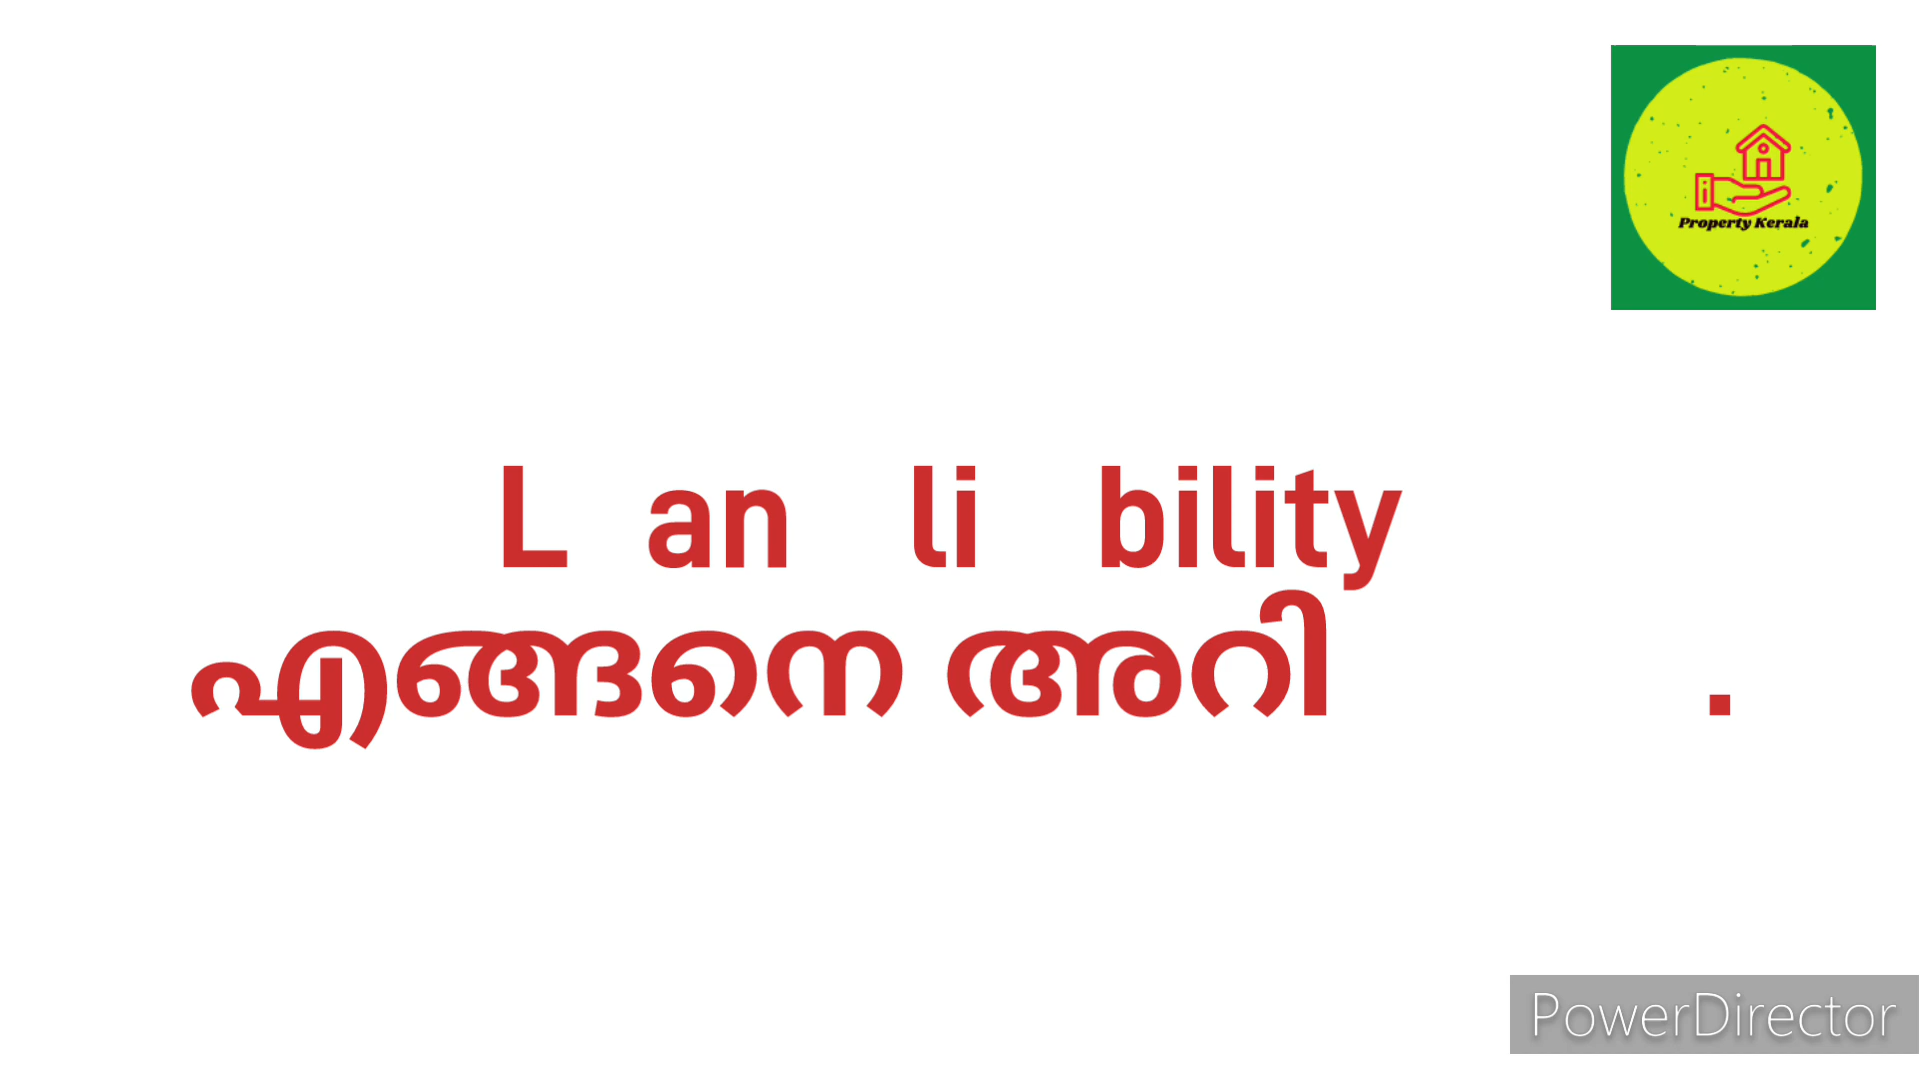 Property Kerala
L an li bility
എങ്ങനെ അറി .
PowerDirector